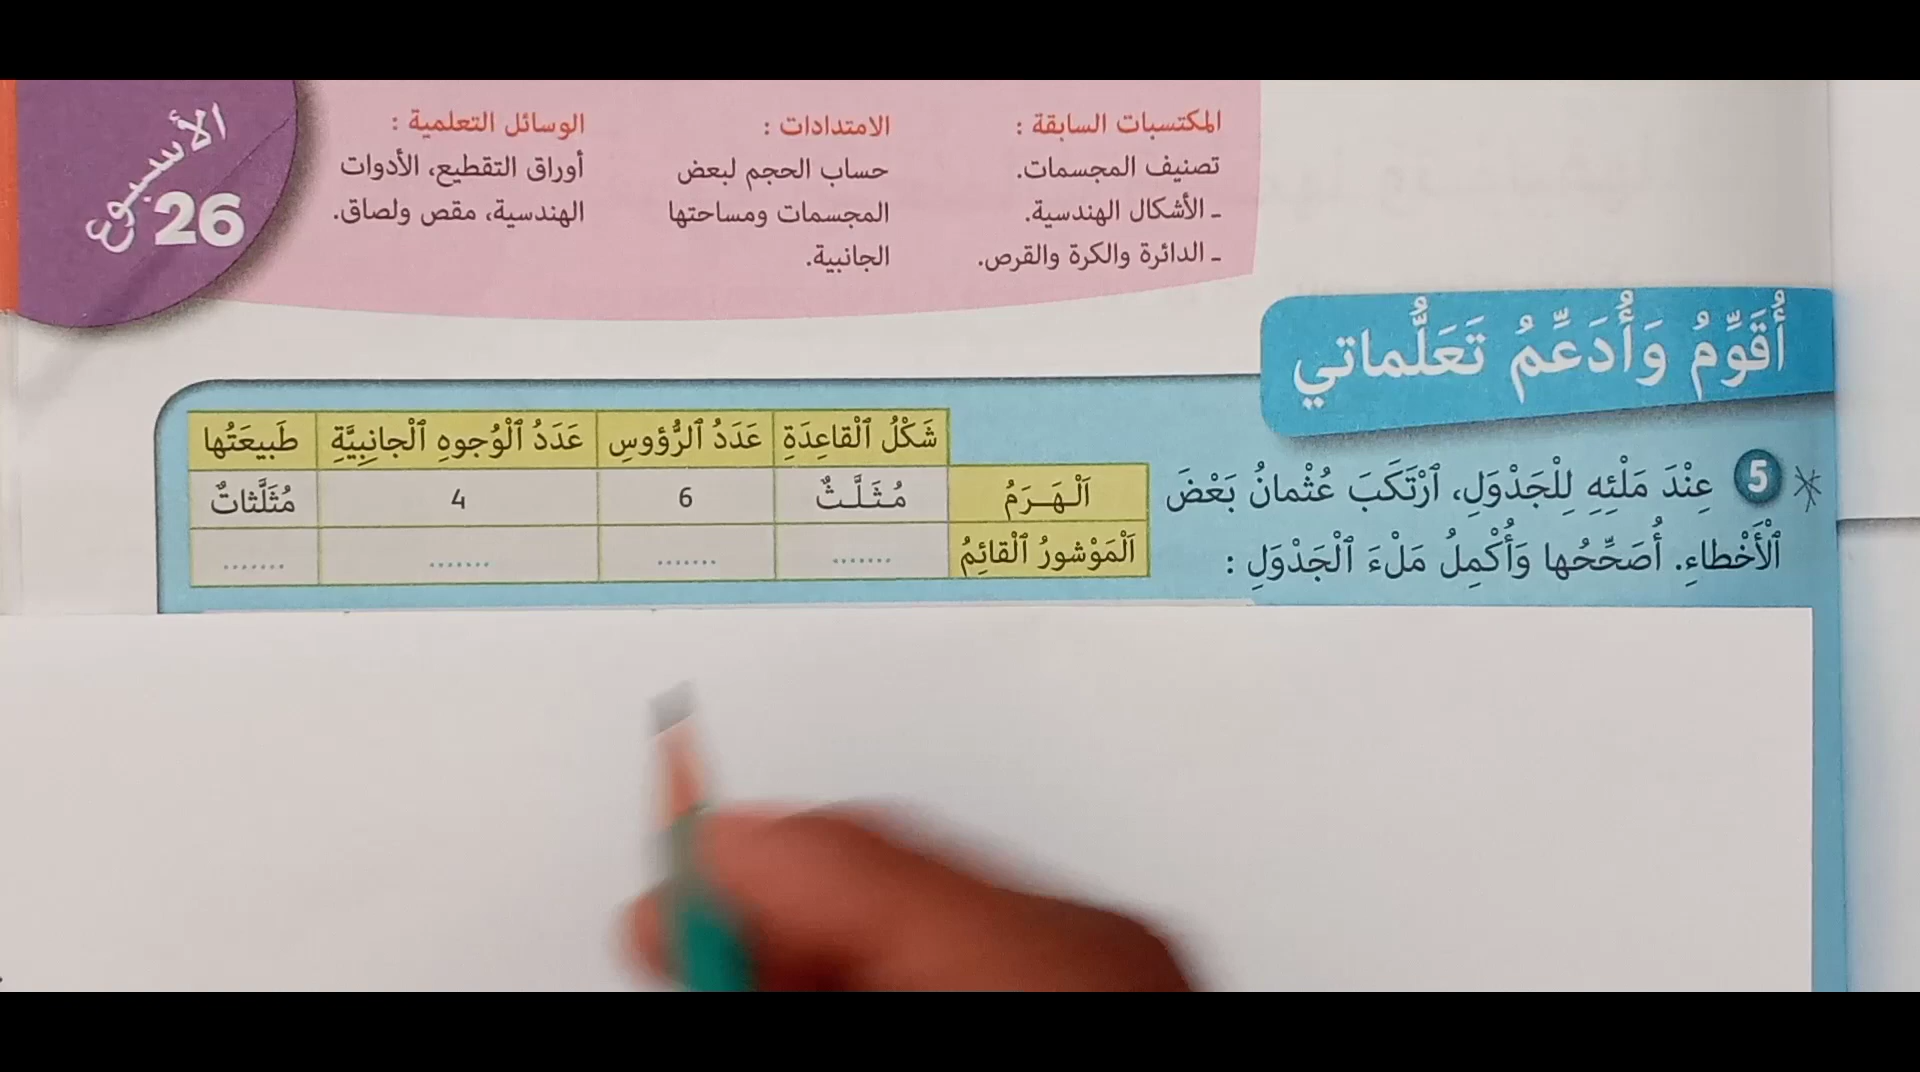 المكتسبات السابقة :
تصنيف المجسمات.
ـ الأشكال الهندسية.
ـ الدائرة والكرة والقرص.
الامتدادات :
حساب الحجم لبعض
المجسمات ومساحتها
الجانبية.
الوسائل التعلمية :
أوراق التقطيع، الأدوات
الهندسية، مقص ولصاق.
الأسبوع
26
أُقَوِّمُ وَأُدَعِّمُ تَعَلُّماتي
5 عِنْدَ مَلْئِهِ لِلْجَدْوَلِ، ٱرْتَكَبَ عُثْمانُ بَعْضَ
ٱلْأَخْطاءِ. أُصَحِّحُها وَأُكْمِلُ مَلْءَ ٱلْجَدْوَلِ :
شَكْلُ ٱلْقاعِدَةِ عَدَدُ ٱلرُّؤوسِ عَدَدُ ٱلْوُجوهِ ٱلْجانِبِيَّةِ طَبيعَتُها
اَلْهَرَمُ مُثَلَّثٌ 6 4 مُثَلَّثاتٌ
اَلْمَوْشورُ ٱلْقائِمُ ....... ....... ....... .......